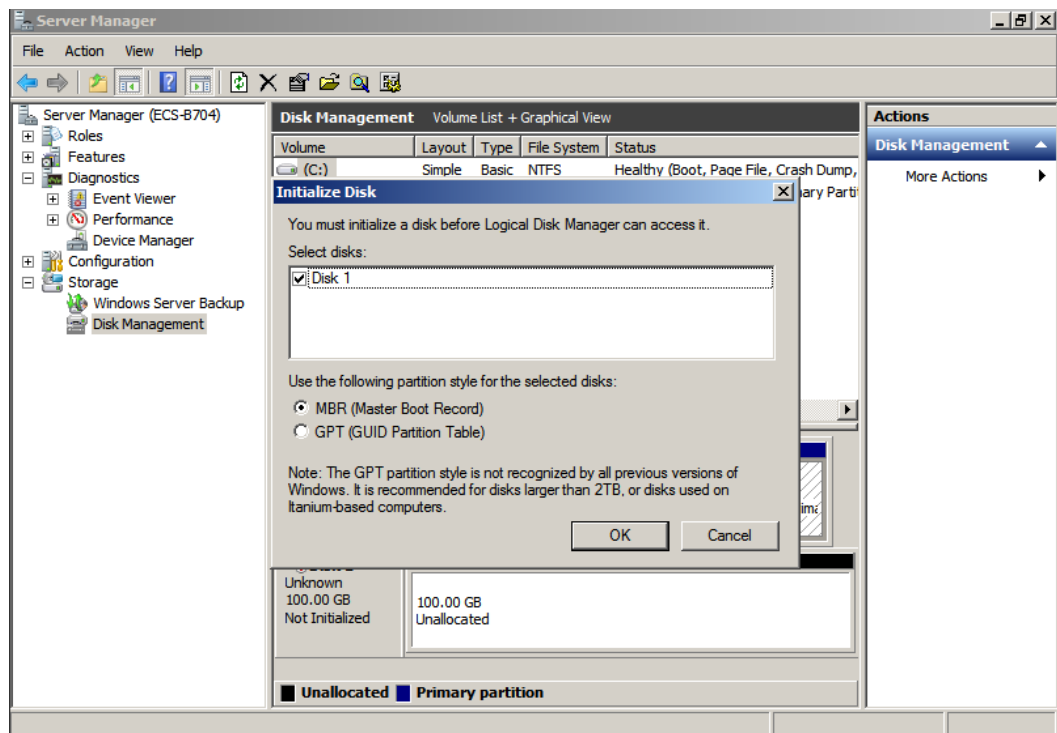 Server Manager
File Action View Help
Server Manager (ECS-B704)
Roles
Features
Diagnostics
Event Viewer
Performance
Device Manager
Configuration
Storage
Windows Server Backup
Disk Management
Disk Management Volume List + Graphical View
Volume Layout Type File System Status
(C:) Simple Basic NTFS Healthy (Boot, Page File, Crash Dump,
Initialize Disk
You must initialize a disk before Logical Disk Manager can access it.
Select disks:
Disk 1
Use the following partition style for the selected disks:
MBR (Master Boot Record)
GPT (GUID Partition Table)
Note: The GPT partition style is not recognized by all previous versions of
Windows. It is recommended for disks larger than 2TB, or disks used on
Itanium-based computers.
OK Cancel
ary Parti
Unknown
100.00 GB
Not Initialized
100.00 GB
Unallocated
Unallocated Primary partition
Actions
Disk Management
More Actions